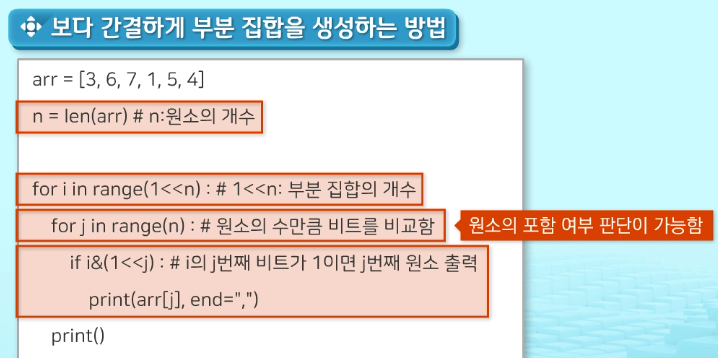 보다 간결하게 부분 집합을 생성하는 방법
arr = [3, 6, 7, 1, 5, 4]
n = len(arr) # n:원소의 개수
for i in range(1<<n) : # 1<<n: 부분 집합의 개수
for j in range(n) : # 원소의 수만큼 비트를 비교함
원소의 포함 여부 판단이 가능함
if i&(1<<j) : # i의 j번째 비트가 1이면 j번째 원소 출력
print(arr[j], end=",")
print()